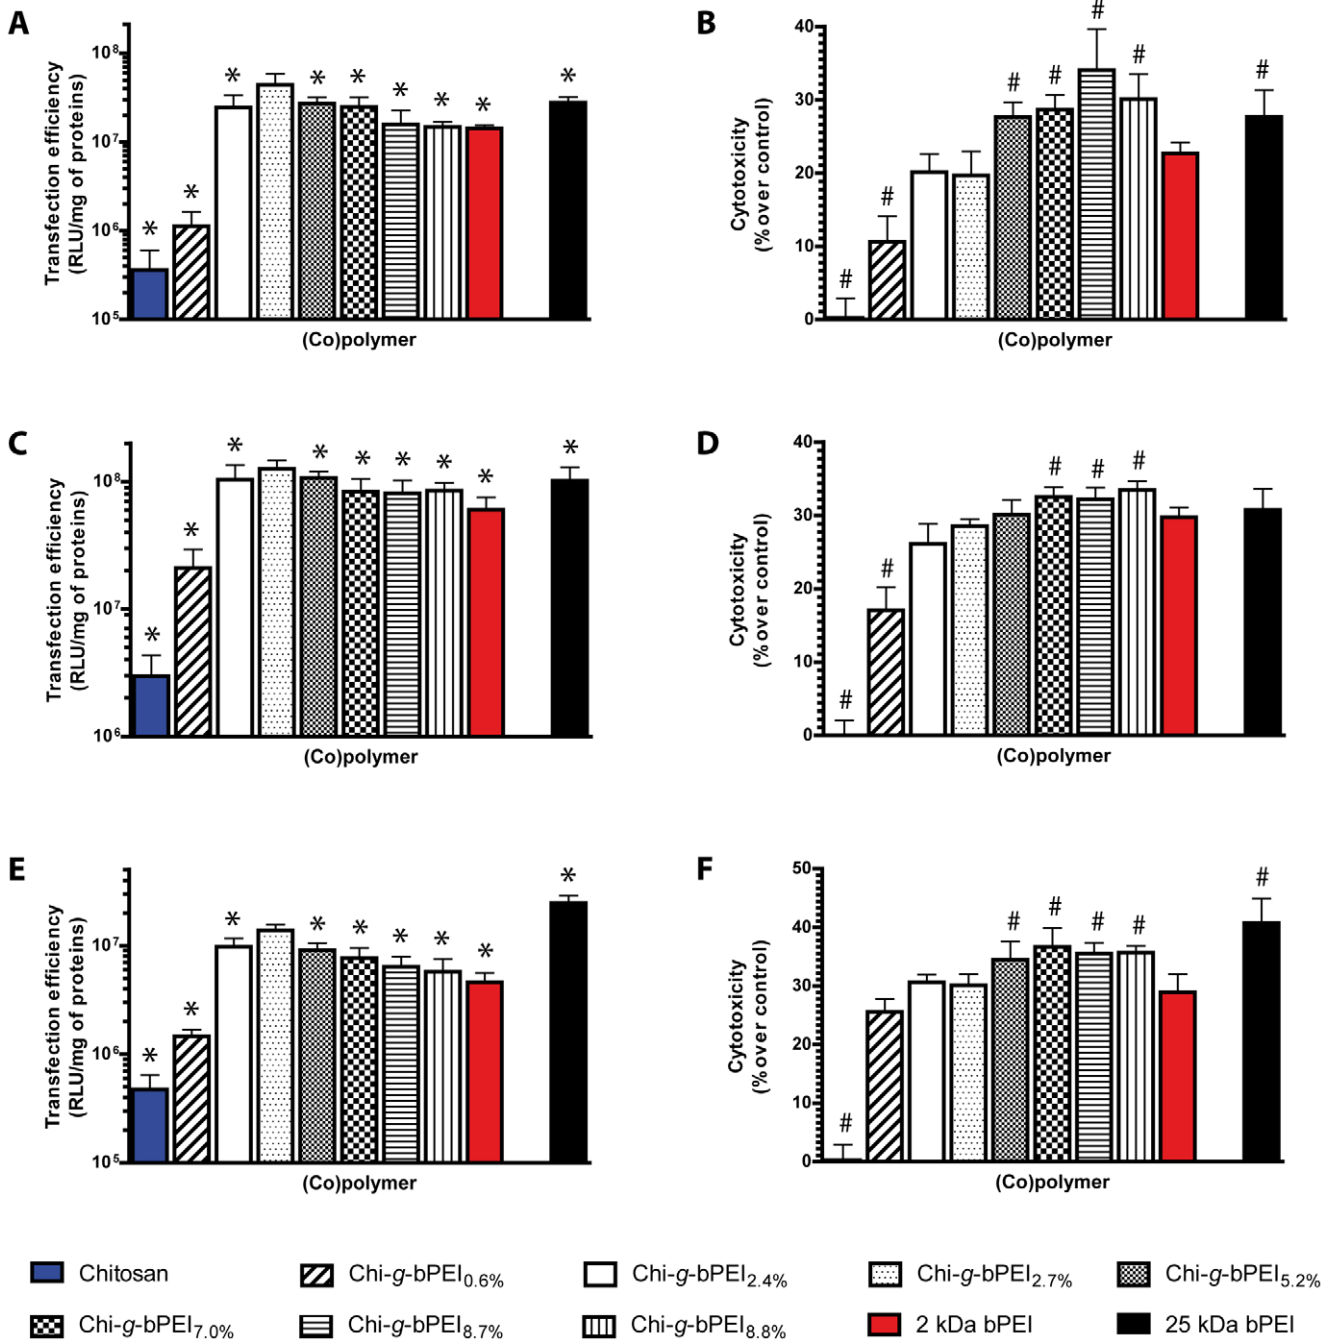 A
Transfection efficiency
(RLU/mg of proteins)
10⁸
10⁷
10⁶
10⁵
* * * * * * * * *
(Co)polymer
B
Cytotoxicity
(% over control)
40
30
20
10
0
# # # # # # #
(Co)polymer
C
Transfection efficiency
(RLU/mg of proteins)
10⁸
10⁷
10⁶
* * * * * * * * *
(Co)polymer
D
Cytotoxicity
(% over control)
40
30
20
10
0
# # # # #
(Co)polymer
E
Transfection efficiency
(RLU/mg of proteins)
10⁷
10⁶
10⁵
* * * * * * * * *
(Co)polymer
F
Cytotoxicity
(% over control)
50
40
30
20
10
0
# # # # # #
(Co)polymer
Chitosan Chi-g-bPEI0.6% Chi-g-bPEI2.4% Chi-g-bPEI2.7% Chi-g-bPEI5.2%
Chi-g-bPEI7.0% Chi-g-bPEI8.7% Chi-g-bPEI8.8% 2 kDa bPEI 25 kDa bPEI